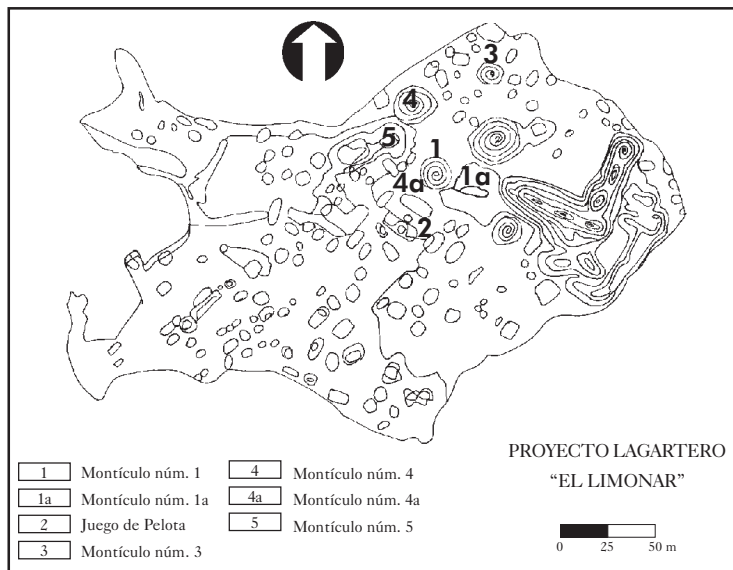 3
4
5
1
4a
1a
2
PROYECTO LAGARTERO
“EL LIMONAR”
1 Montículo núm. 1
1a Montículo núm. 1a
2 Juego de Pelota
3 Montículo núm. 3
4 Montículo núm. 4
4a Montículo núm. 4a
5 Montículo núm. 5
0 25 50 m